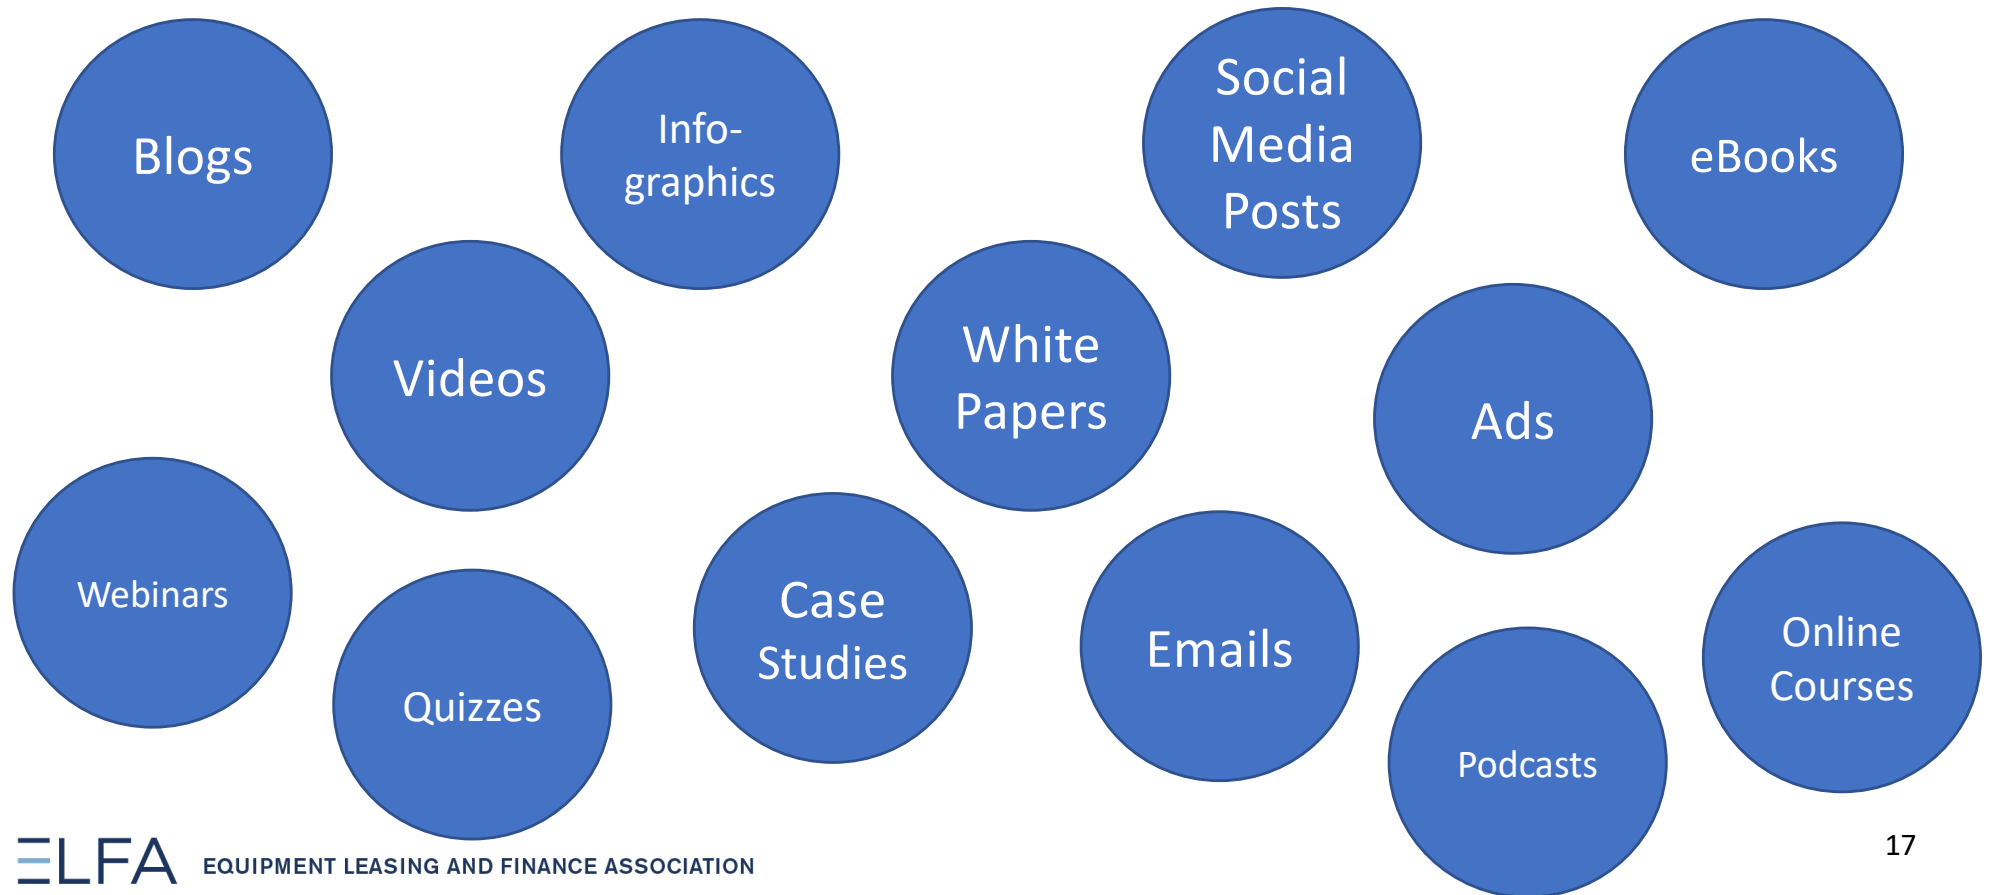 Blogs
Info-
graphics
Social
Media
Posts
eBooks
Videos
White
Papers
Ads
Webinars
Quizzes
Case
Studies
Emails
Podcasts
Online
Courses
ELFA
EQUIPMENT LEASING AND FINANCE ASSOCIATION
17